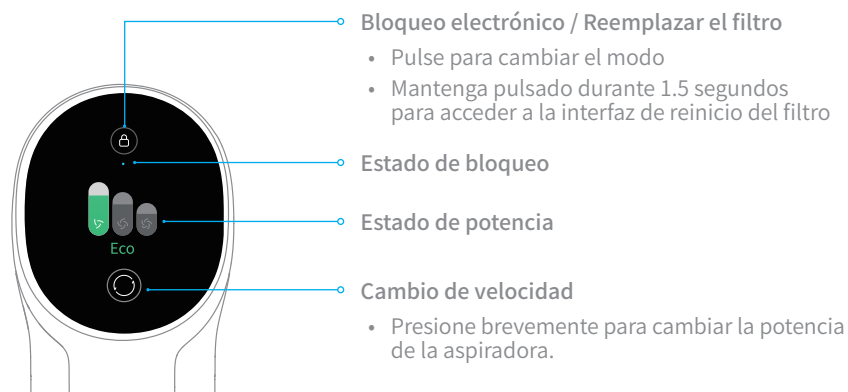 Bloqueo electrónico / Reemplazar el filtro
• Pulse para cambiar el modo
• Mantenga pulsado durante 1.5 segundos
para acceder a la interfaz de reinicio del filtro
Estado de bloqueo
Estado de potencia
Eco
Cambio de velocidad
• Presione brevemente para cambiar la potencia
de la aspiradora.